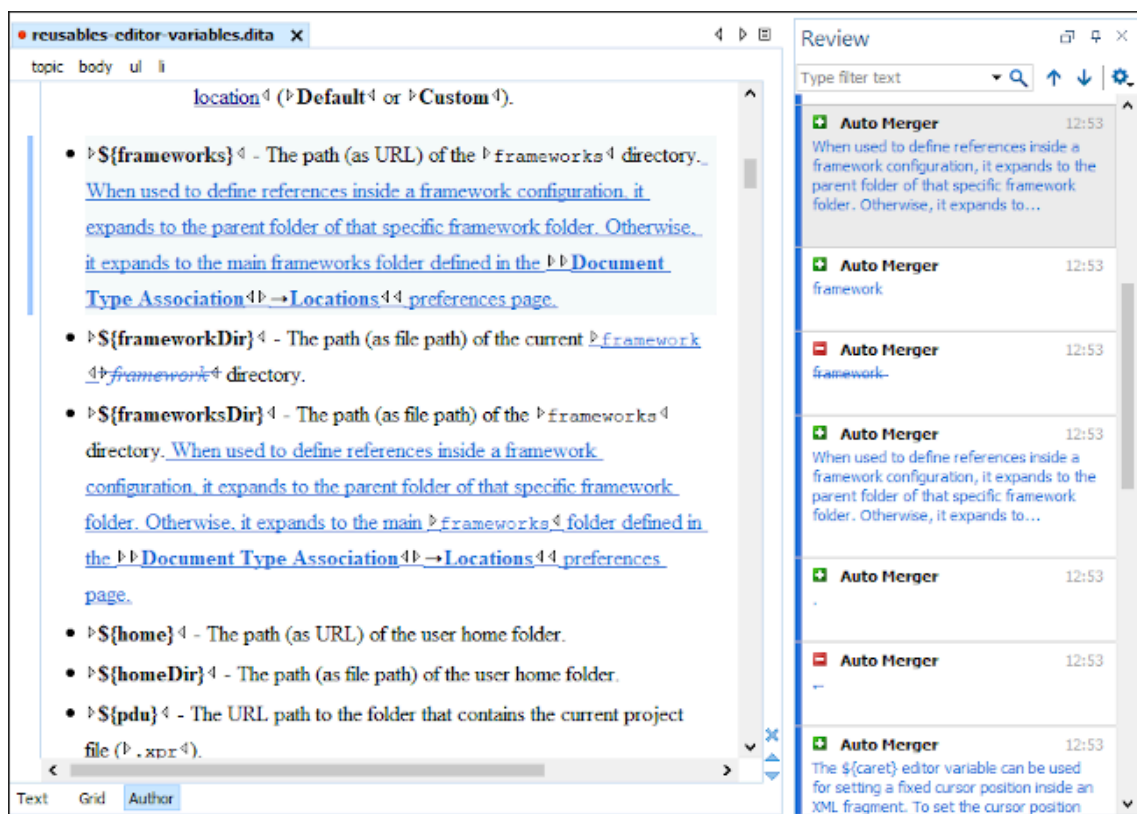 reusables-editor-variables.dita
topic body ul li
location (Default or Custom).
• ${frameworks} - The path (as URL) of the frameworks directory.
When used to define references inside a framework configuration, it
expands to the parent folder of that specific framework folder. Otherwise,
it expands to the main frameworks folder defined in the Document
Type Association → Locations preferences page.
• ${frameworkDir} - The path (as file path) of the current framework
framework directory.
• ${frameworksDir} - The path (as file path) of the frameworks
directory. When used to define references inside a framework
configuration, it expands to the parent folder of that specific framework
folder. Otherwise, it expands to the main frameworks folder defined in
the Document Type Association → Locations preferences
page.
• ${home} - The path (as URL) of the user home folder.
• ${homeDir} - The path (as file path) of the user home folder.
• ${pdu} - The URL path to the folder that contains the current project
file (.xpr).
Text Grid Author
Review
Type filter text
Auto Merger 12:53
When used to define references inside a
framework configuration, it expands to the
parent folder of that specific framework
folder. Otherwise, it expands to...
Auto Merger 12:53
framework
Auto Merger 12:53
framework
Auto Merger 12:53
When used to define references inside a
framework configuration, it expands to the
parent folder of that specific framework
folder. Otherwise, it expands to...
Auto Merger 12:53
.
Auto Merger 12:53
Auto Merger 12:53
The ${caret} editor variable can be used
for setting a fixed cursor position inside an
XML fragment. To set the cursor position